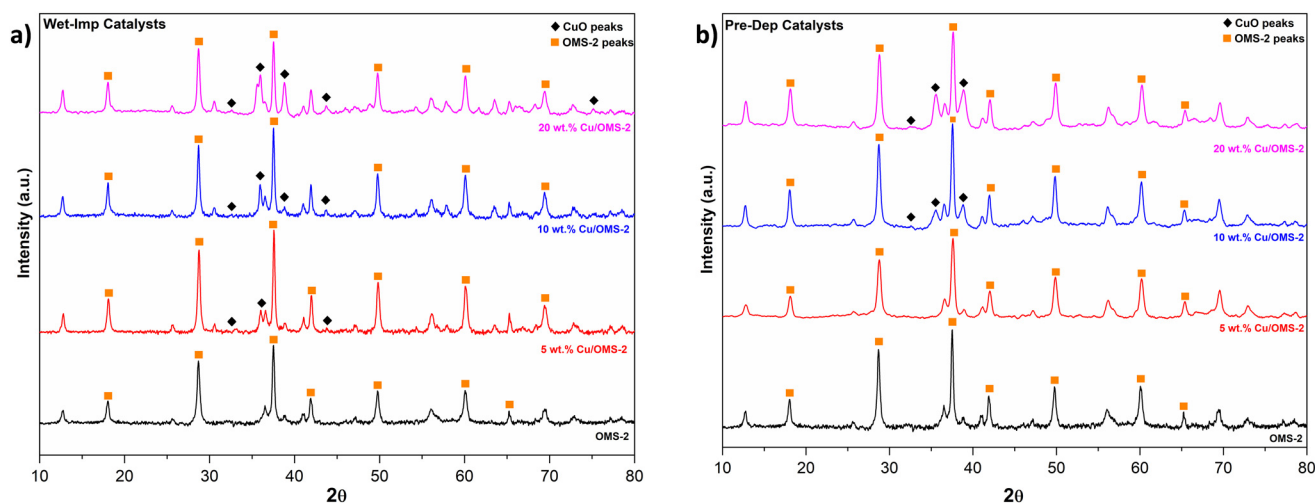 a)
Wet-Imp Catalysts
CuO peaks
OMS-2 peaks
20 wt.% Cu/OMS-2
10 wt.% Cu/OMS-2
5 wt.% Cu/OMS-2
OMS-2
Intensity (a.u.)
10 20 30 40 50 60 70 80
2θ
b)
Pre-Dep Catalysts
CuO peaks
OMS-2 peaks
20 wt.% Cu/OMS-2
10 wt.% Cu/OMS-2
5 wt.% Cu/OMS-2
OMS-2
Intensity (a.u.)
10 20 30 40 50 60 70 80
2θ